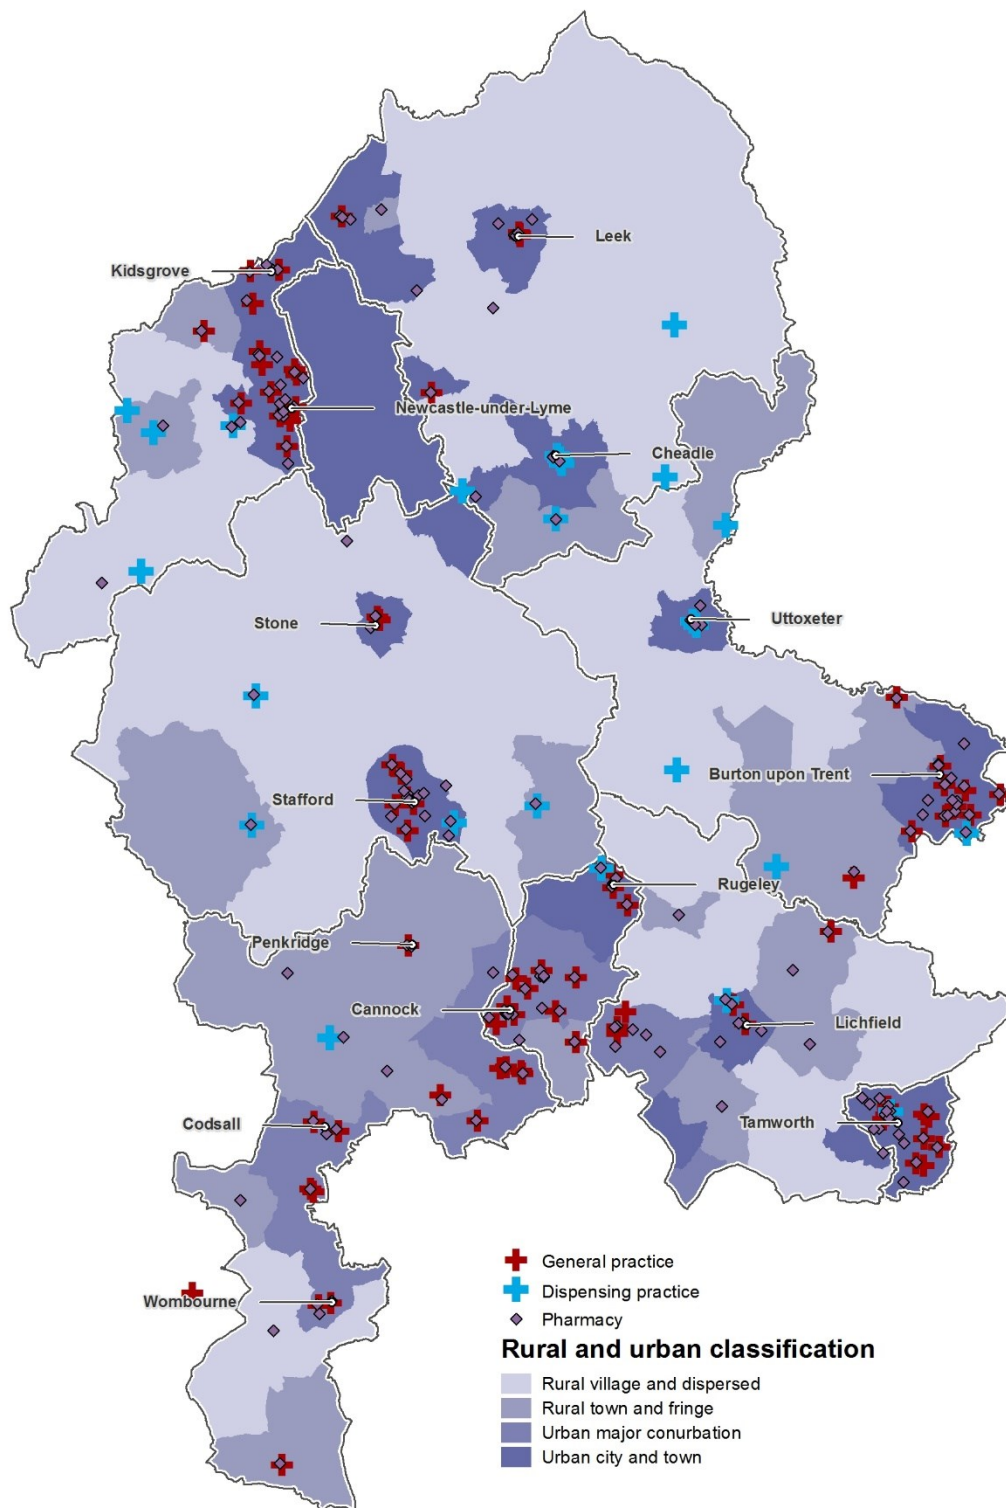 Leek
Kidsgrove
Newcastle-under-Lyme
Cheadle
Stone
Uttoxeter
Burton upon Trent
Stafford
Rugeley
Penkridge
Cannock
Lichfield
Codsall
Tamworth
Wombourne
General practice
Dispensing practice
Pharmacy
Rural and urban classification
Rural village and dispersed
Rural town and fringe
Urban major conurbation
Urban city and town